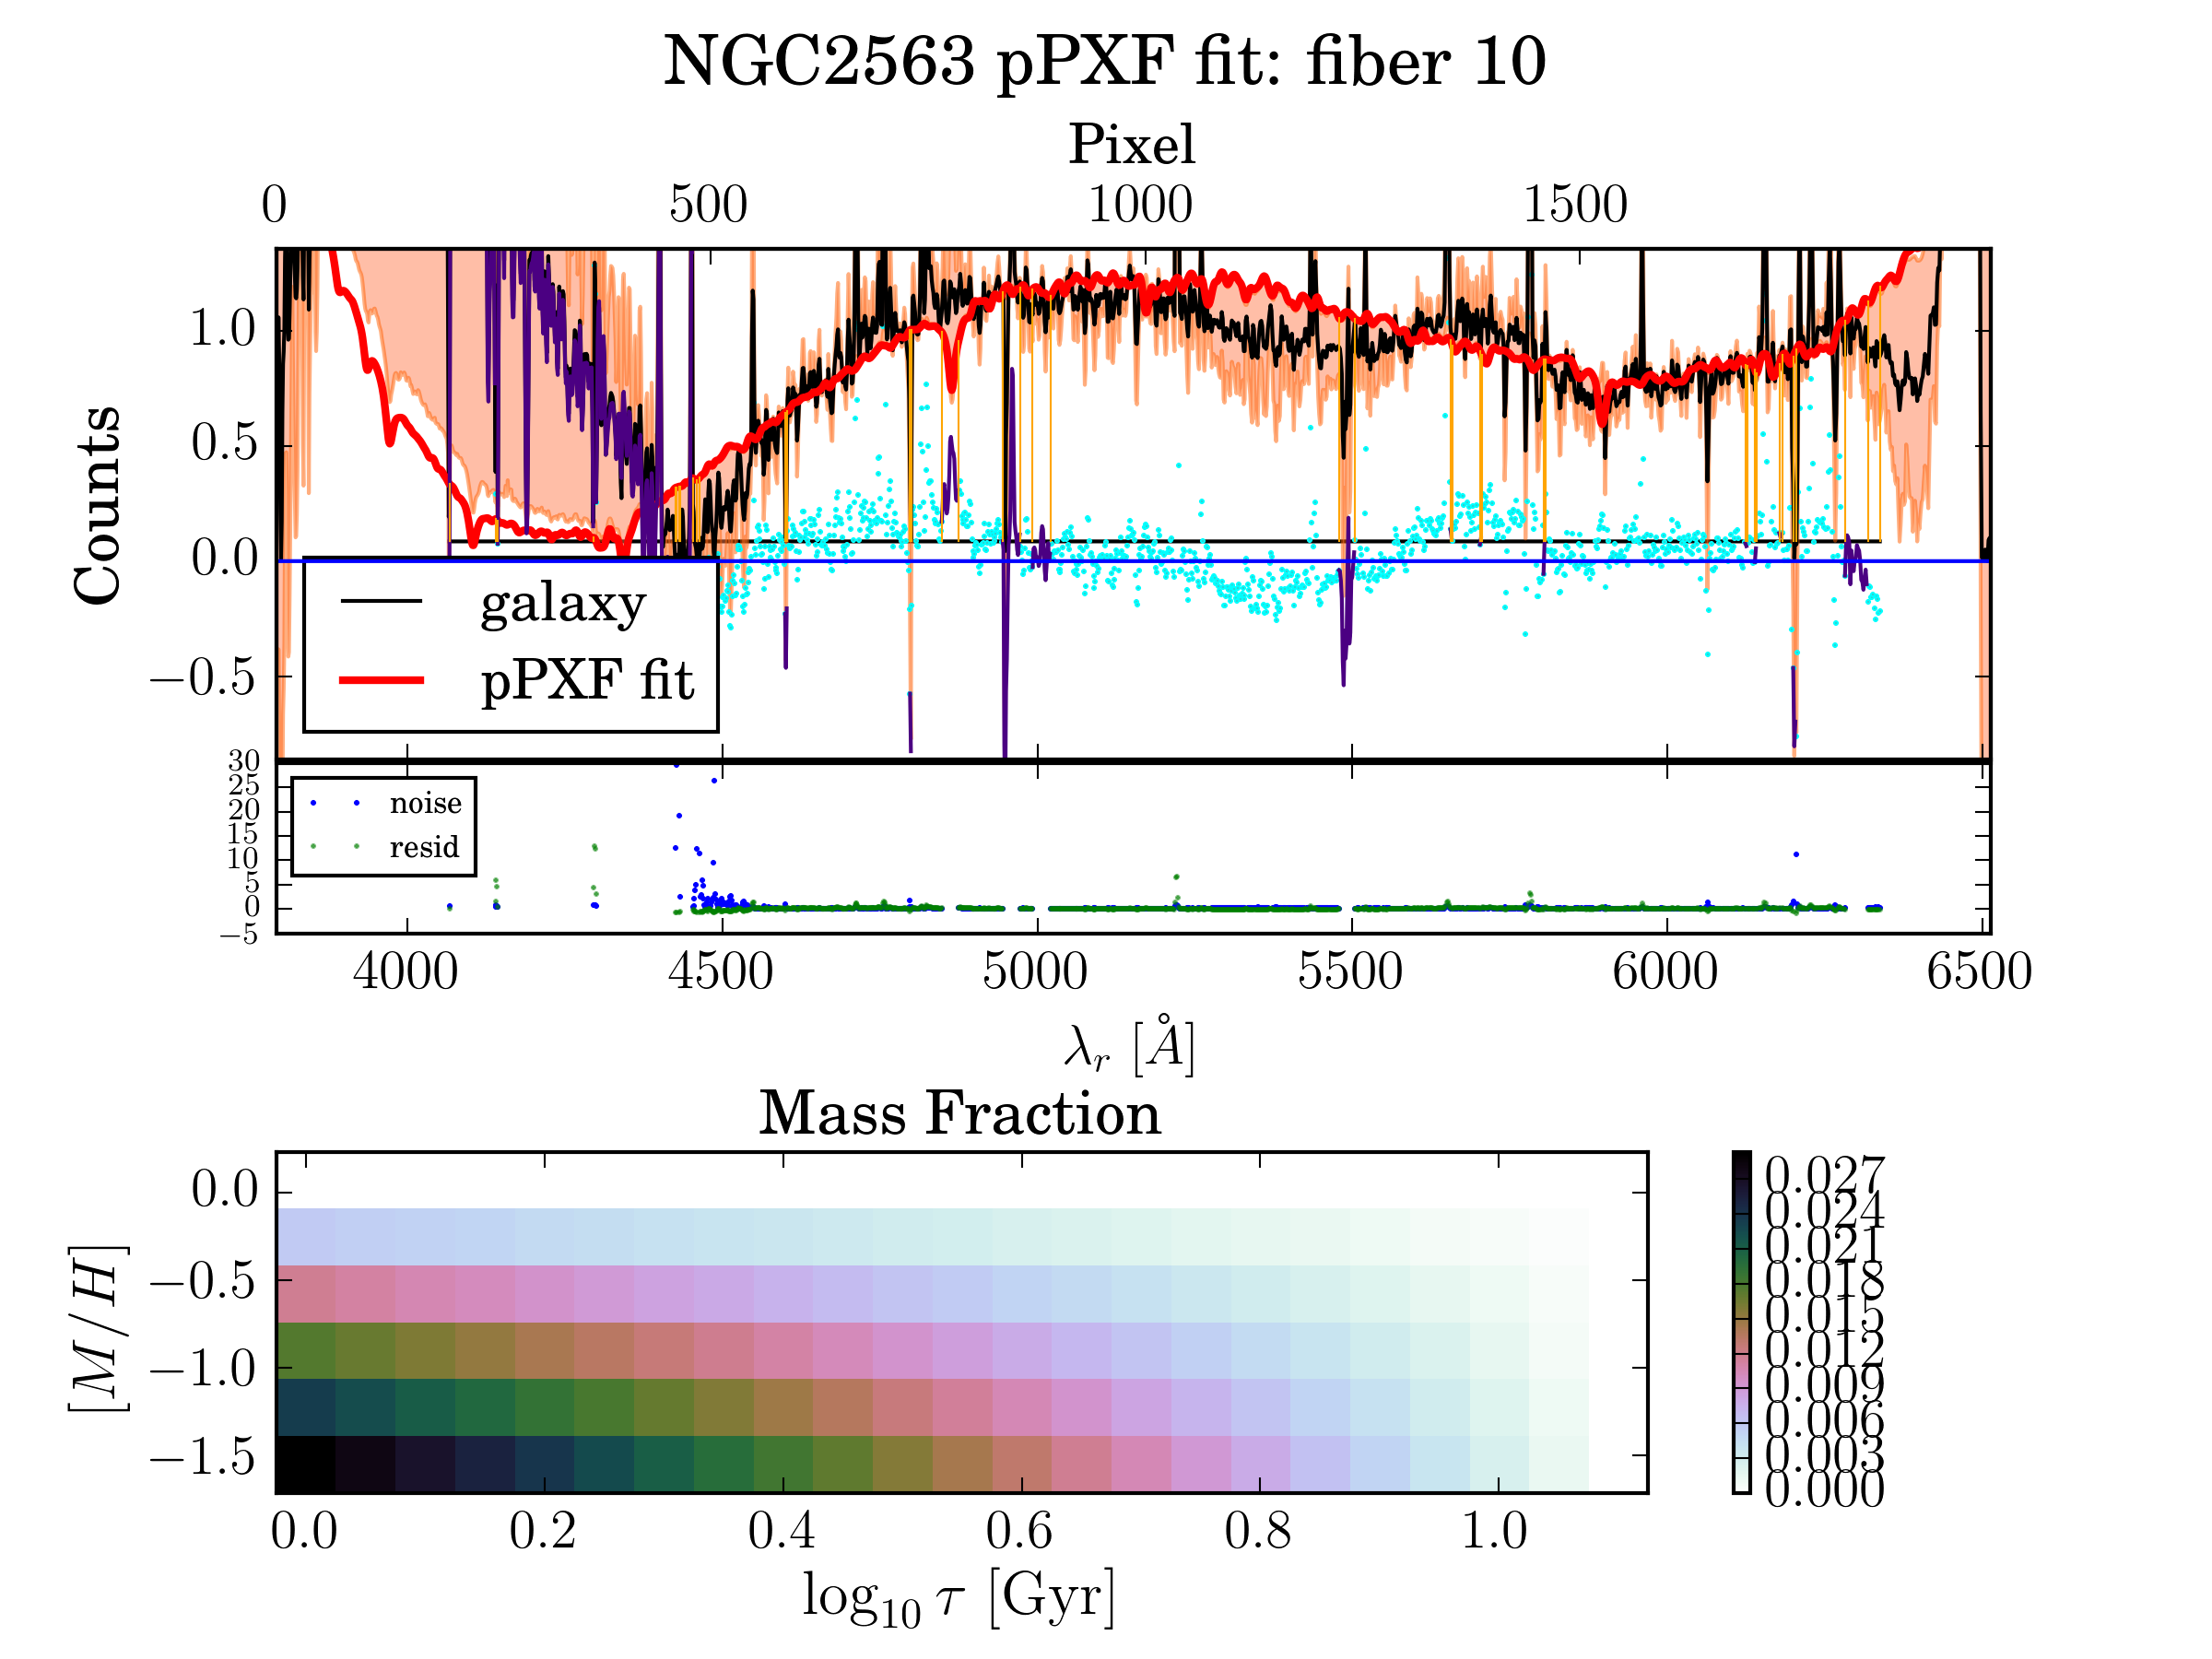 NGC2563 pPXF fit: fiber 10
Pixel
0 500 1000 1500
1.0
0.5
0.0
−0.5
Counts
galaxy
pPXF fit
30
25
20
15
10
5
0
−5
noise
resid
4000 4500 5000 5500 6000 6500
λr [Å]
Mass Fraction
0.0
−0.5
−1.0
−1.5
[M/H]
0.0 0.2 0.4 0.6 0.8 1.0
log10 τ [Gyr]
0.027
0.024
0.021
0.018
0.015
0.012
0.009
0.006
0.003
0.000